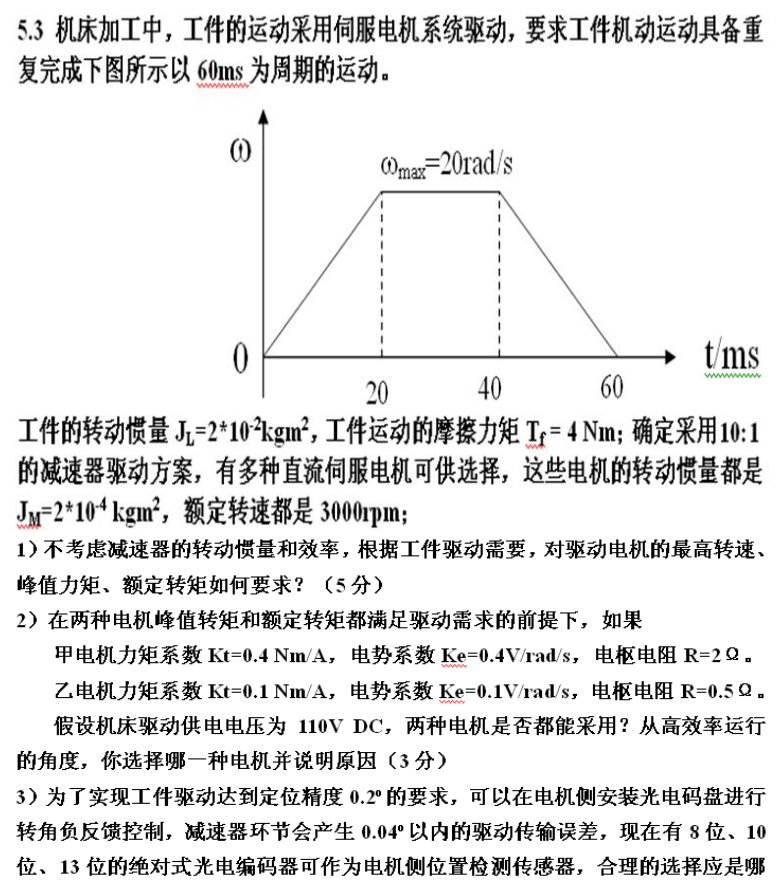 5.3 机床加工中，工件的运动采用伺服电机系统驱动，要求工件机动运动具备重
复完成下图所示以 60ms 为周期的运动。
ω
ωmax=20rad/s
0
t/ms
20
40
60
工件的转动惯量 JL=2*10⁻²kgm²，工件运动的摩擦力矩 Tf = 4 Nm；确定采用10:1
的减速器驱动方案，有多种直流伺服电机可供选择，这些电机的转动惯量都是
JM=2*10⁻⁴ kgm²，额定转速都是 3000rpm；
1）不考虑减速器的转动惯量和效率，根据工件驱动需要，对驱动电机的最高转速、
峰值力矩、额定转矩如何要求？（5 分）
2）在两种电机峰值转矩和额定转矩都满足驱动需求的前提下，如果
甲电机力矩系数 Kt=0.4 Nm/A，电势系数 Ke=0.4V/rad/s，电枢电阻 R=2Ω。
乙电机力矩系数 Kt=0.1 Nm/A，电势系数 Ke=0.1V/rad/s，电枢电阻 R=0.5Ω。
假设机床驱动供电电压为 110V DC，两种电机是否都能采用？从高效率运行
的角度，你选择哪一种电机并说明原因（3 分）
3）为了实现工件驱动达到定位精度 0.2º 的要求，可以在电机侧安装光电码盘进行
转角负反馈控制，减速器环节会产生 0.04º 以内的驱动传输误差，现在有 8 位、10
位、13 位的绝对式光电编码器可作为电机侧位置检测传感器，合理的选择应是哪